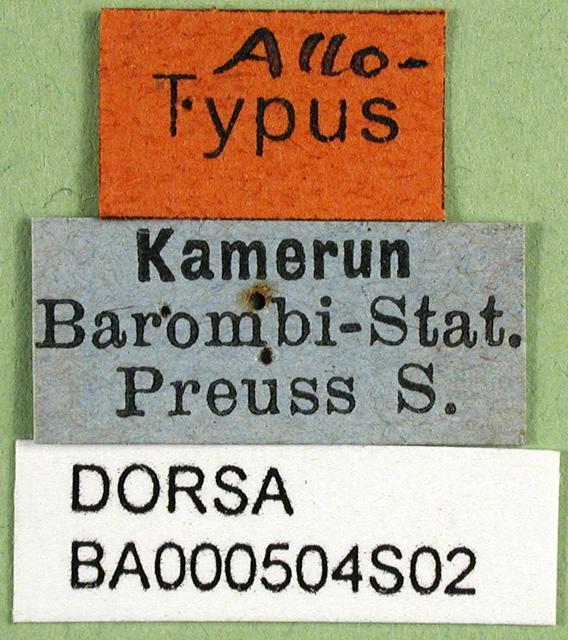 Allo-
Typus
Kamerun
Barombi-Stat.
Preuss S.
DORSA
BA000504S02